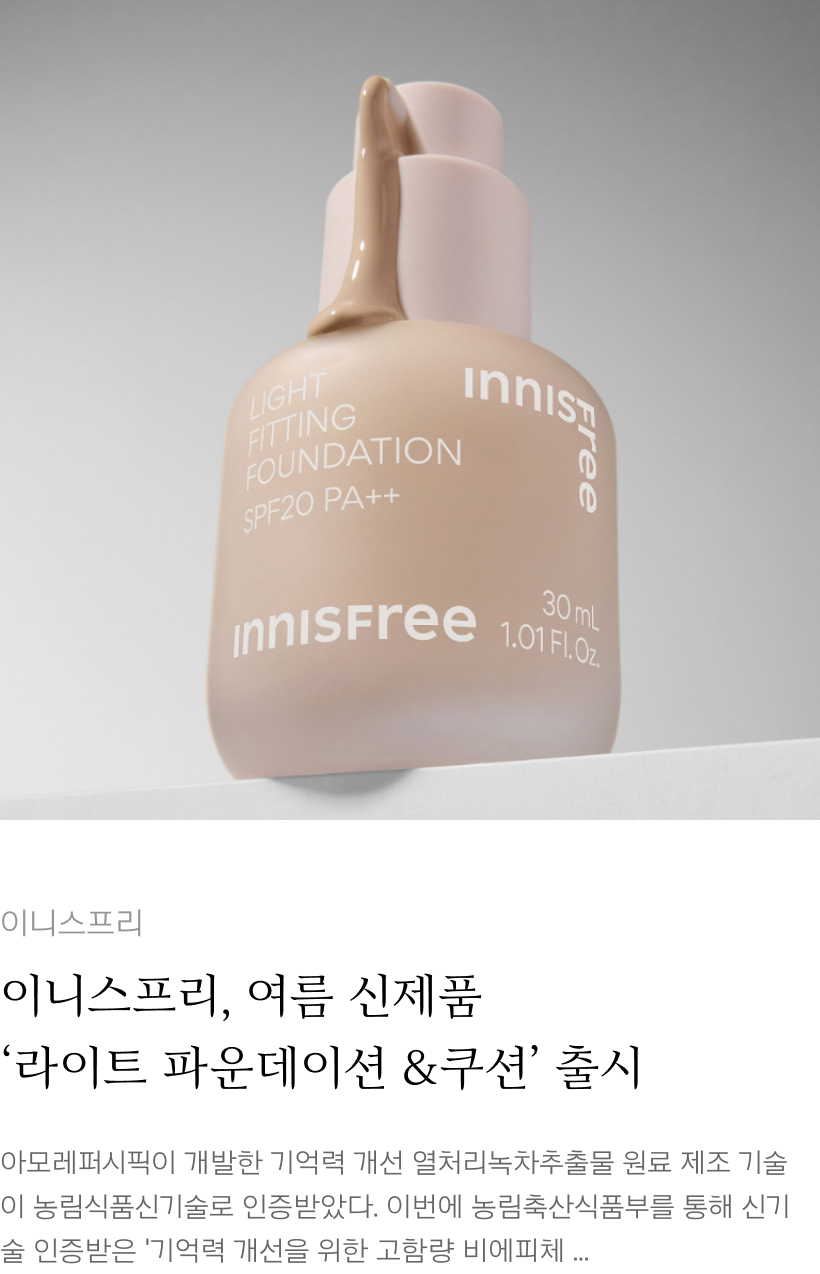 LIGHT
FITTING
FOUNDATION
SPF20 PA++
INNISFree
INNISFree
30 mL
1.01 Fl.Oz.
이니스프리
이니스프리, 여름 신제품
‘라이트 파운데이션 &쿠션’ 출시
아모레퍼시픽이 개발한 기억력 개선 열처리녹차추출물 원료 제조 기술
이 농림식품신기술로 인증받았다. 이번에 농림축산식품부를 통해 신기
술 인증받은 '기억력 개선을 위한 고함량 비에피체 ...